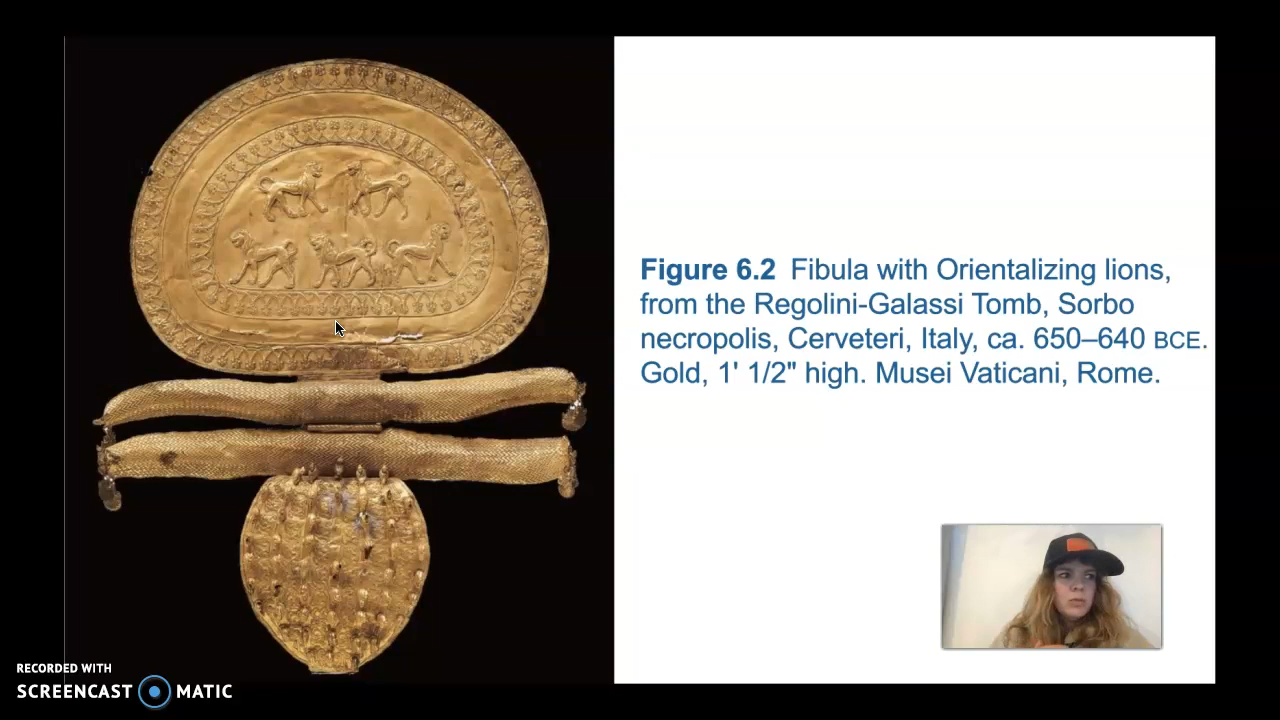 Figure 6.2 Fibula with Orientalizing lions,
from the Regolini-Galassi Tomb, Sorbo
necropolis, Cerveteri, Italy, ca. 650–640 BCE.
Gold, 1' 1/2" high. Musei Vaticani, Rome.
RECORDED WITH
SCREENCAST MATIC